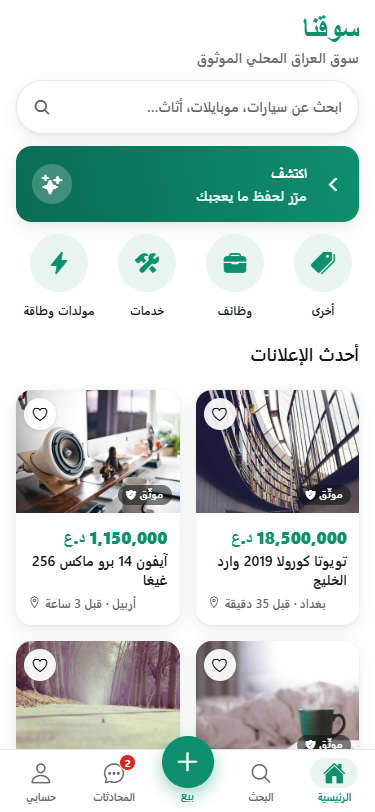 سوقنا
سوق العراق المحلي الموثوق
ابحث عن سيارات، موبايلات، أثاث...
اكتشف
مرّر لحفظ ما يعجبك
أخرى
وظائف
خدمات
مولدات وطاقة
أحدث الإعلانات
موثّق
18,500,000 د.ع
تويوتا كورولا 2019 وارد
الخليج
بغداد · قبل 35 دقيقة
موثّق
1,150,000 د.ع
آيفون 14 برو ماكس 256
غيغا
أربيل · قبل 3 ساعة
موثّق
الرئيسية
البحث
بيع
2
المحادثات
حسابي